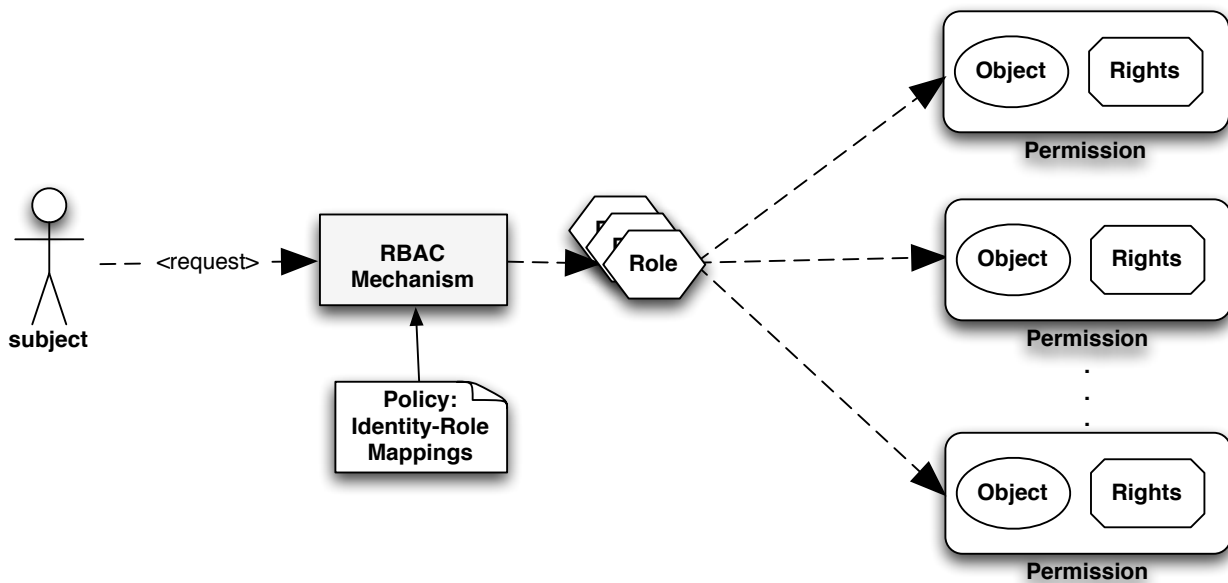 Object
Rights
Permission
subject
<request>
RBAC
Mechanism
Role
Policy:
Identity-Role
Mappings
Object
Rights
Permission
Object
Rights
Permission